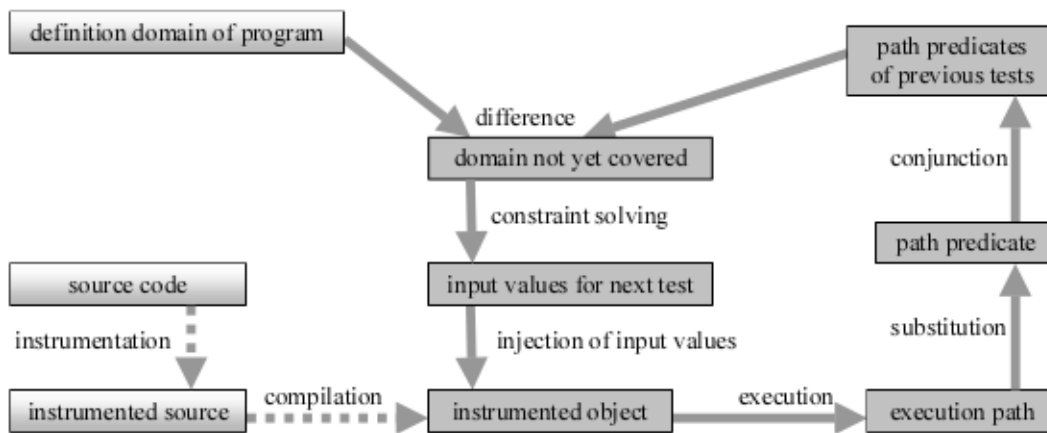 definition domain of program
path predicates
of previous tests
difference
domain not yet covered
conjunction
constraint solving
path predicate
source code
input values for next test
instrumentation
injection of input values
substitution
instrumented source
compilation
instrumented object
execution
execution path